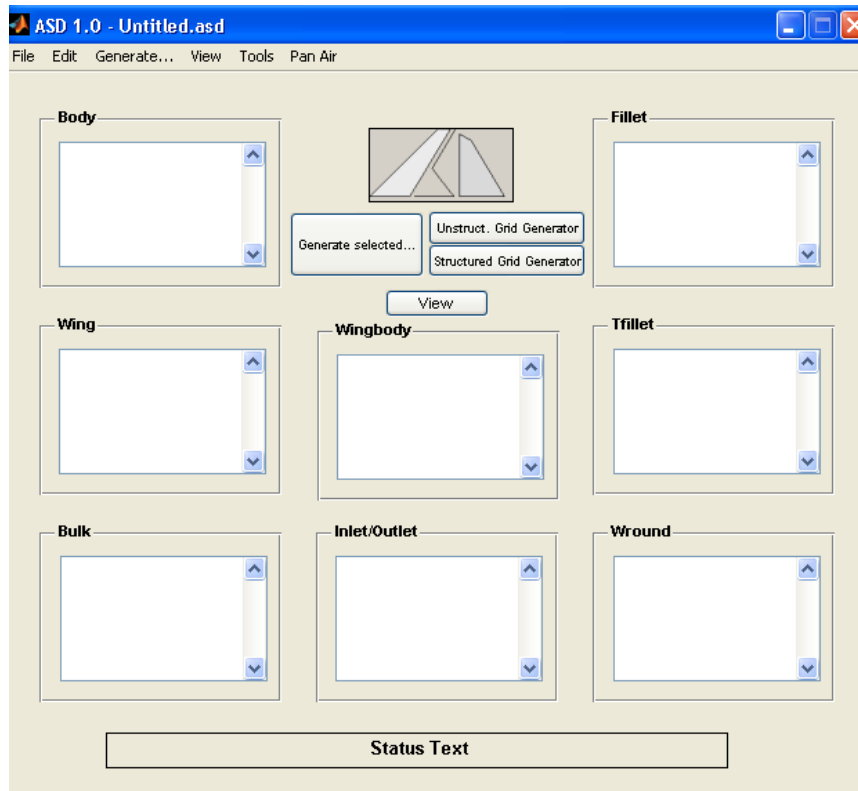 ASD 1.0 - Untitled.asd
File Edit Generate... View Tools Pan Air
Body
Fillet
Generate selected...
Unstruct. Grid Generator
Structured Grid Generator
View
Wing
Wingbody
Tfillet
Bulk
Inlet/Outlet
Wround
Status Text